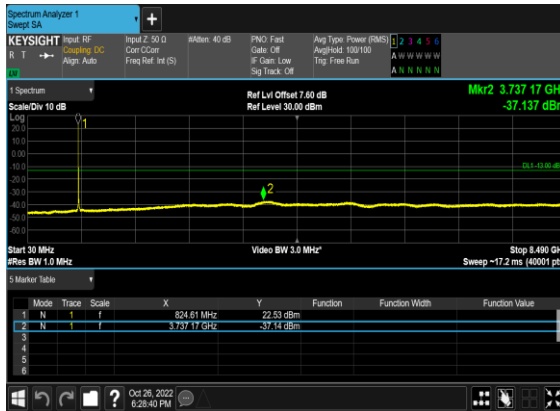 Spectrum Analyzer 1
Swept SA
+
KEYSIGHT Input: RF Input Z: 50 Ω #Atten: 40 dB PNO: Fast Avg Type: Power (RMS) 1 2 3 4 5 6
R T Coupling: DC Corr CCorr Gate: Off Avg|Hold: 100/100
Align: Auto Freq Ref: Int (S) IF Gain: Low Trig: Free Run A W W W W W
Sig Track: Off
A N N N N N
1 Spectrum
Ref Lvl Offset 7.60 dB Mkr2 3.737 17 GHz
Scale/Div 10 dB Ref Level 30.00 dBm -37.137 dBm
Log
1
20.0
10.0
0.00
-10.0
DL1 -13.00 dBm
-20.0
-30.0
2
-40.0
-50.0
-60.0
Start 30 MHz Video BW 3.0 MHz* Stop 8.490 GHz
#Res BW 1.0 MHz Sweep ~17.2 ms (40001 pts
5 Marker Table
Mode Trace Scale X Y Function Function Width Function Value
1 N 1 f 824.61 MHz 22.53 dBm
2 N 1 f 3.737 17 GHz -37.14 dBm
3
4
5
6
? Oct 26, 2022
6:28:40 PM